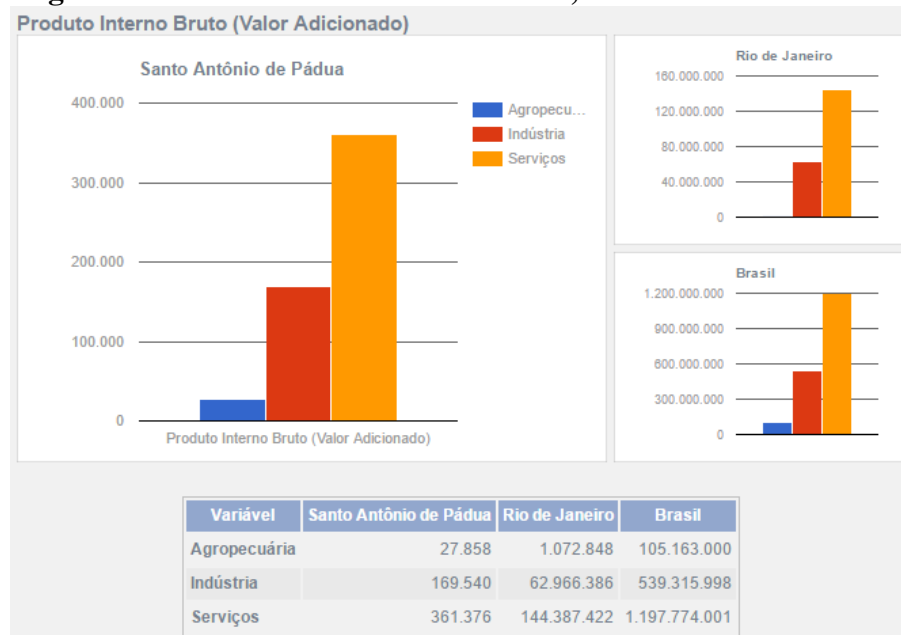 Produto Interno Bruto (Valor Adicionado)
Santo Antônio de Pádua
400.000
300.000
200.000
100.000
0
Produto Interno Bruto (Valor Adicionado)
Agropecu...
Indústria
Serviços
Rio de Janeiro
160.000.000
120.000.000
80.000.000
40.000.000
0
Brasil
1.200.000.000
900.000.000
600.000.000
300.000.000
0
Variável Santo Antônio de Pádua Rio de Janeiro Brasil
Agropecuária 27.858 1.072.848 105.163.000
Indústria 169.540 62.966.386 539.315.998
Serviços 361.376 144.387.422 1.197.774.001